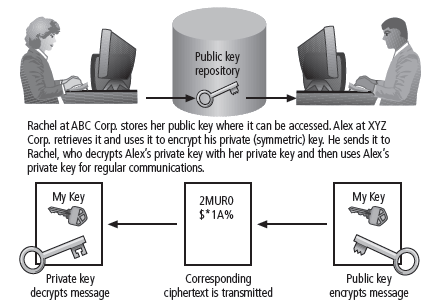 Public key
repository
Rachel at ABC Corp. stores her public key where it can be accessed. Alex at XYZ
Corp. retrieves it and uses it to encrypt his private (symmetric) key. He sends it to
Rachel, who decrypts Alex's private key with her private key and then uses Alex's
private key for regular communications.
My Key
2MUR0
$*1A%
My Key
Private key
decrypts message
Corresponding
ciphertext is transmitted
Public key
encrypts message